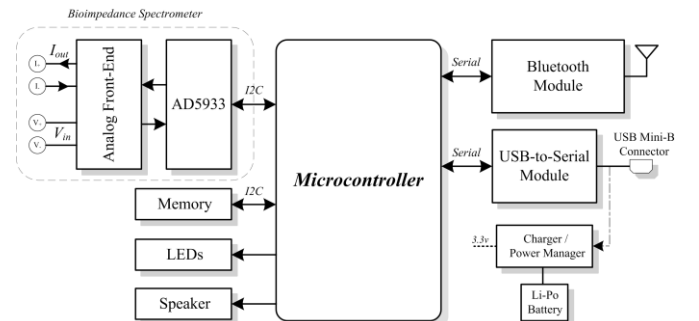 Bioimpedance Spectrometer
Iout
L
L
V+
Vin
V-
Analog Front-End
AD5933
I2C
Memory
I2C
LEDs
Speaker
Microcontroller
Serial
Bluetooth
Module
Serial
USB-to-Serial
Module
USB Mini-B
Connector
3.3v
Charger /
Power Manager
Li-Po
Battery